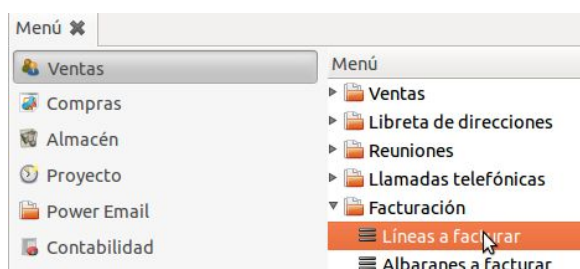 Menú
Ventas
Compras
Almacén
Proyecto
Power Email
Contabilidad
Menú
Ventas
Libreta de direcciones
Reuniones
Llamadas telefónicas
Facturación
Líneas a facturar
Albaranes a facturar